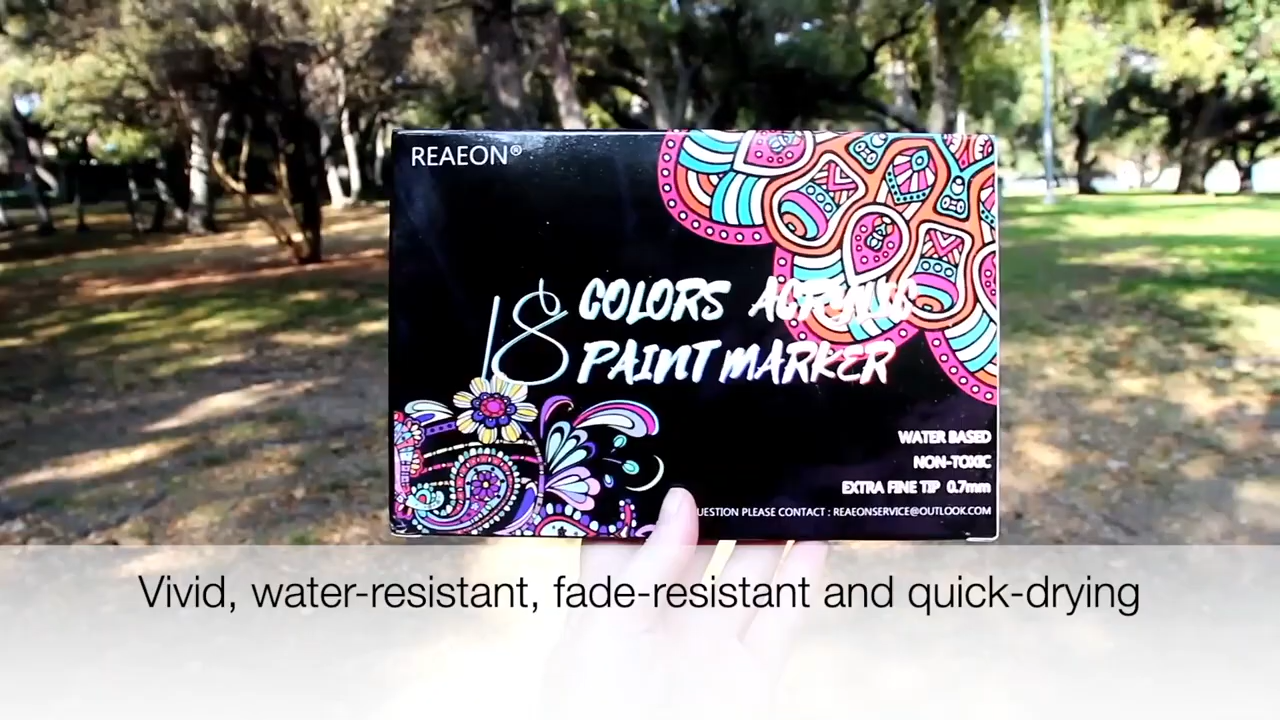 REAEON®
18 COLORS ACRYLIC
PAINT MARKER
WATER BASED
NON-TOXIC
EXTRA FINE TIP 0.7mm
UESTION PLEASE CONTACT : REAEONSERVICE@OUTLOOK.COM
Vivid, water-resistant, fade-resistant and quick-drying